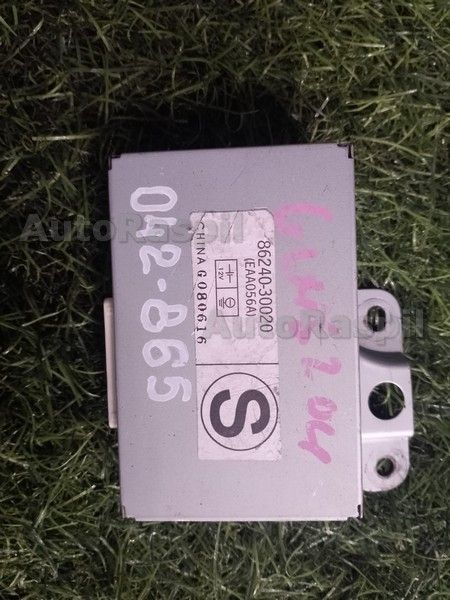 86240-30020
(EAA056A)
12V
CHINA G080616
S
042-865
AutoRaspil
AutoRaspil